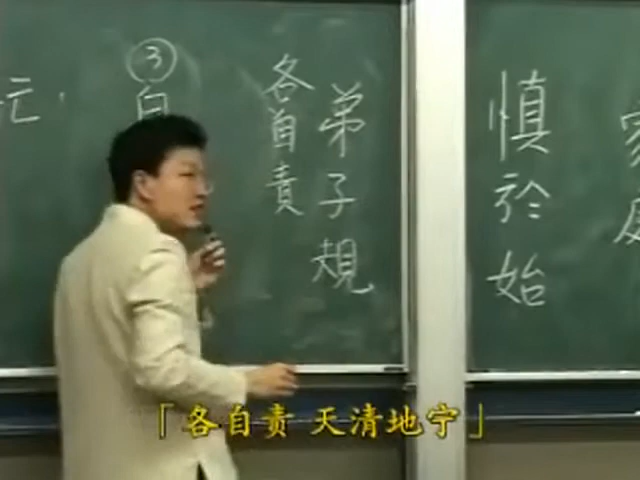 慎於始
弟子規
各自責
③
「各自责 天清地宁」